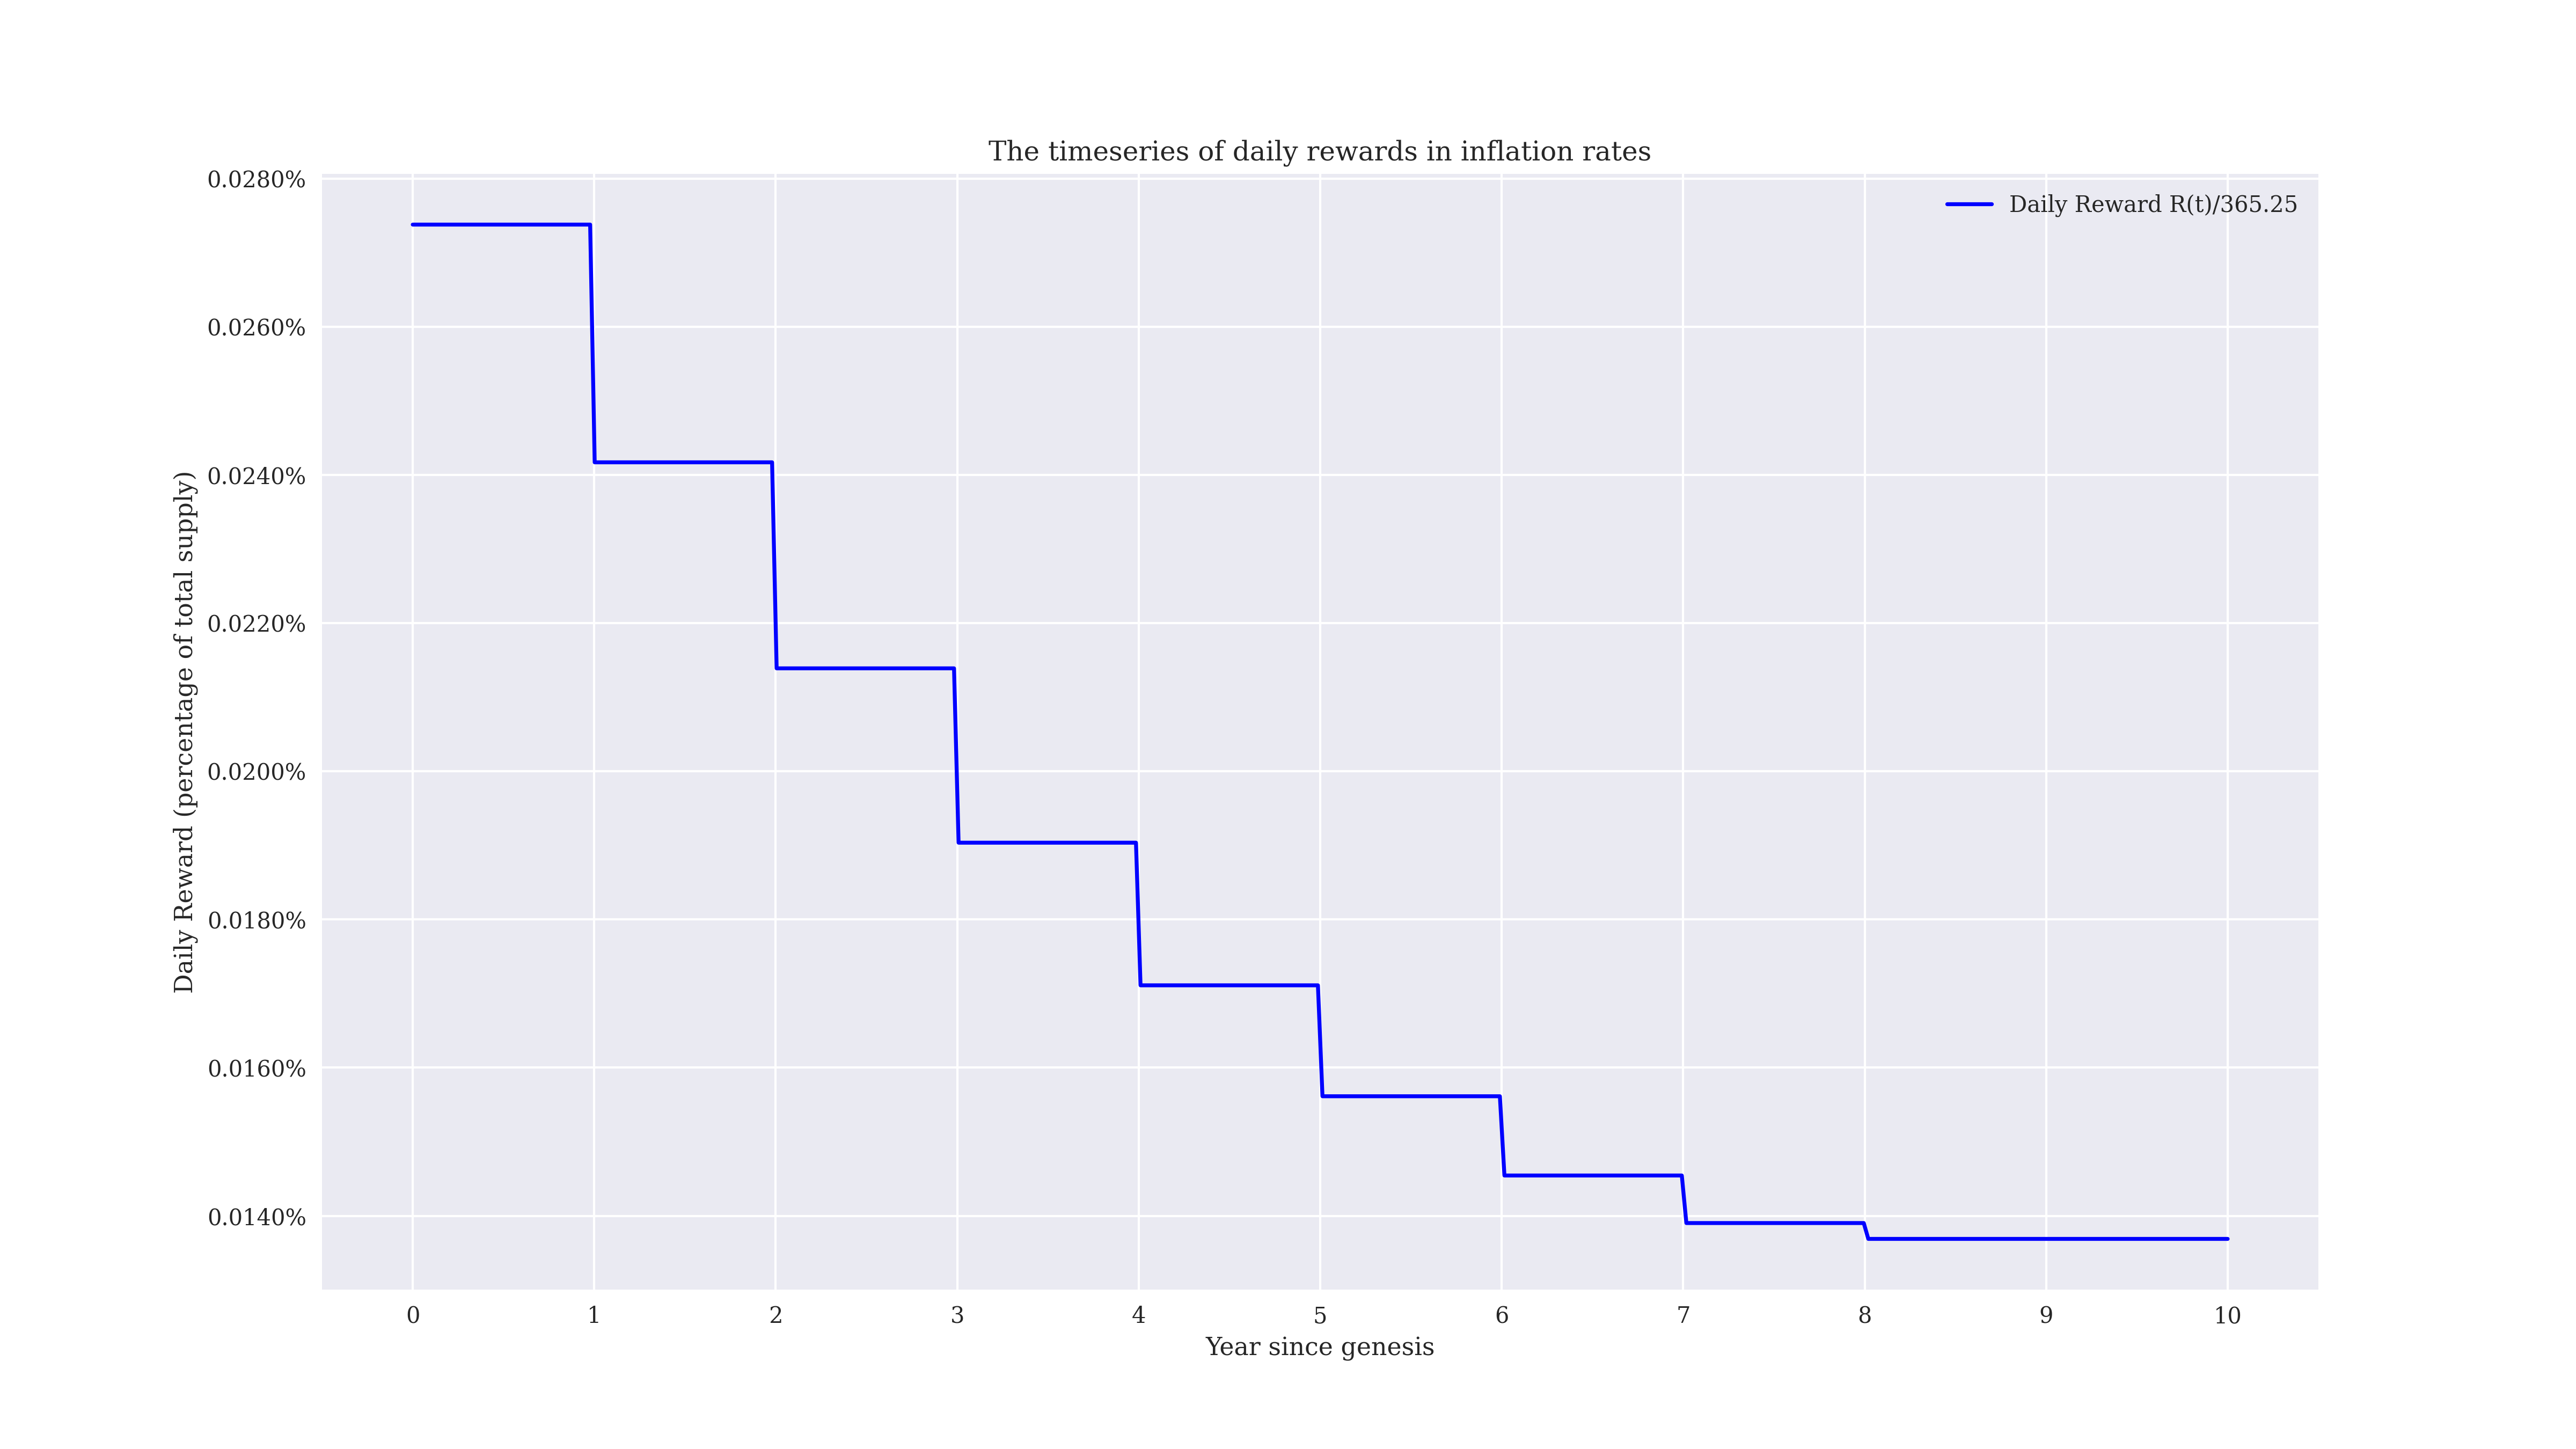 The timeseries of daily rewards in inflation rates
Daily Reward R(t)/365.25
Daily Reward (percentage of total supply)
0.0280%
0.0260%
0.0240%
0.0220%
0.0200%
0.0180%
0.0160%
0.0140%
0 1 2 3 4 5 6 7 8 9 10
Year since genesis